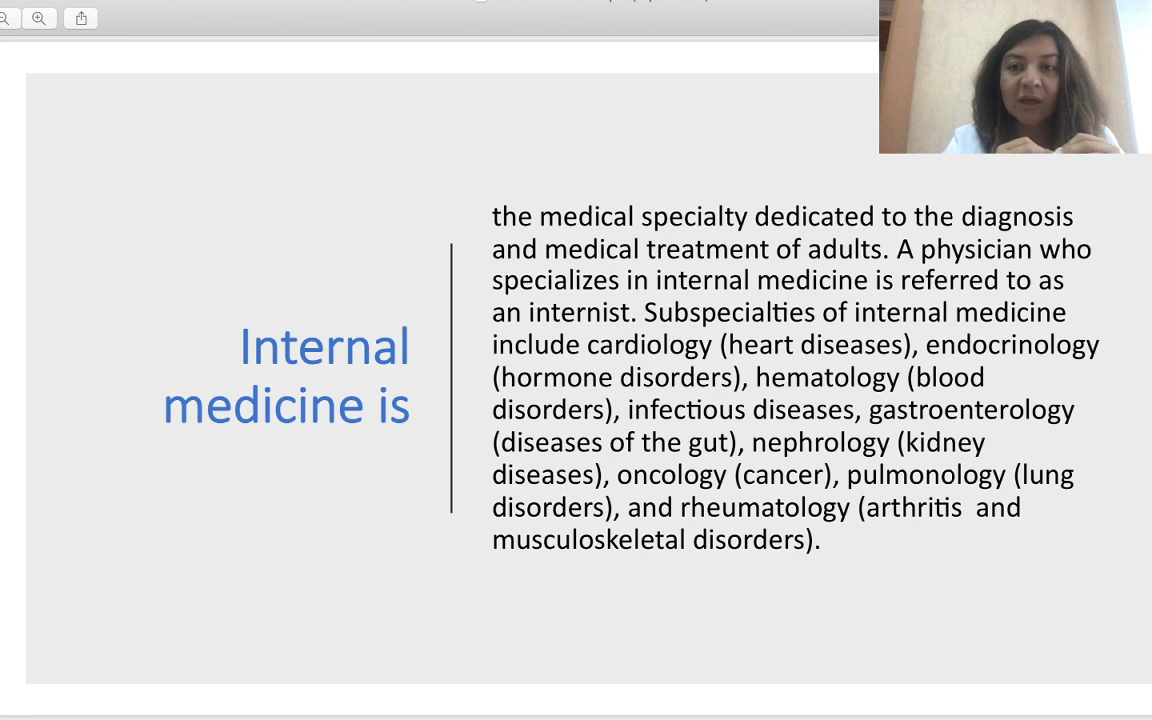 Internal
medicine is
the medical specialty dedicated to the diagnosis
and medical treatment of adults. A physician who
specializes in internal medicine is referred to as
an internist. Subspecialties of internal medicine
include cardiology (heart diseases), endocrinology
(hormone disorders), hematology (blood
disorders), infectious diseases, gastroenterology
(diseases of the gut), nephrology (kidney
diseases), oncology (cancer), pulmonology (lung
disorders), and rheumatology (arthritis  and
musculoskeletal disorders).